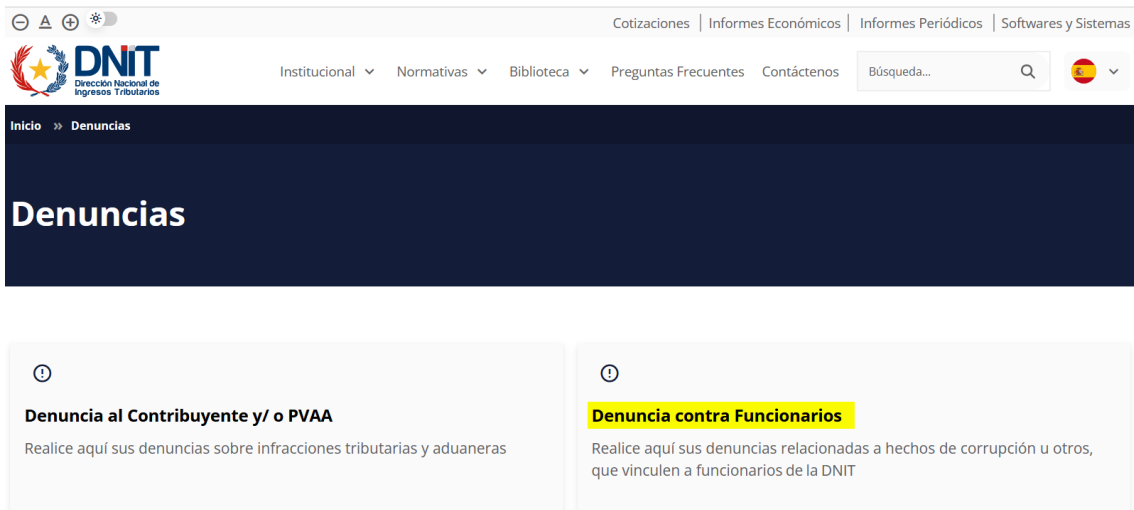 A
Cotizaciones | Informes Económicos | Informes Periódicos | Softwares y Sistemas
DNIT
Dirección Nacional de
Ingresos Tributarios
Institucional Normativas Biblioteca Preguntas Frecuentes Contáctenos Búsqueda...
Inicio » Denuncias
Denuncias
Denuncia al Contribuyente y/ o PVAA
Realice aquí sus denuncias sobre infracciones tributarias y aduaneras
Denuncia contra Funcionarios
Realice aquí sus denuncias relacionadas a hechos de corrupción u otros,
que vinculen a funcionarios de la DNIT